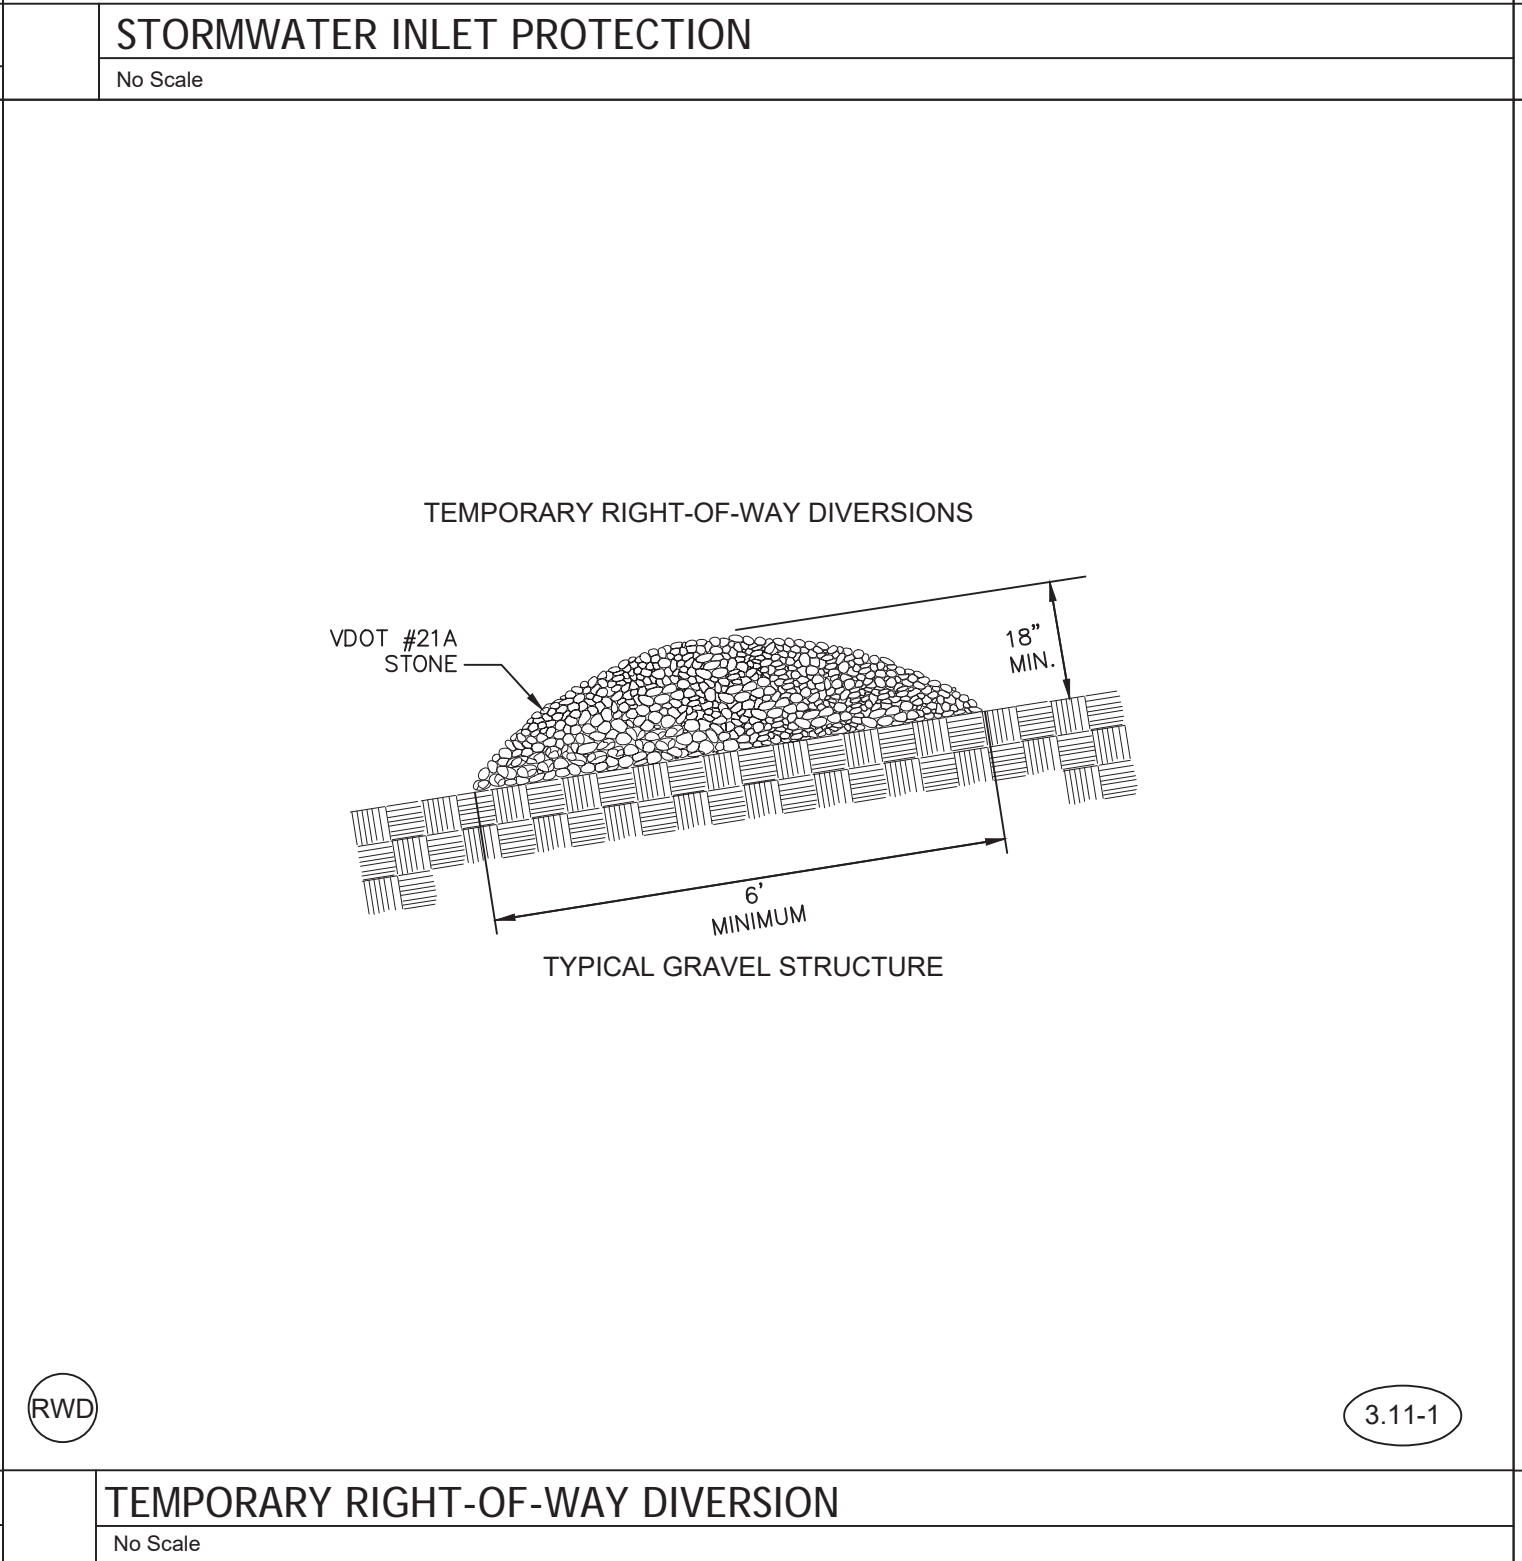 STORMWATER INLET PROTECTION
No Scale
TEMPORARY RIGHT-OF-WAY DIVERSIONS
VDOT #21A
STONE
18"
MIN.
6'
MINIMUM
TYPICAL GRAVEL STRUCTURE
RWD
3.11-1
TEMPORARY RIGHT-OF-WAY DIVERSION
No Scale